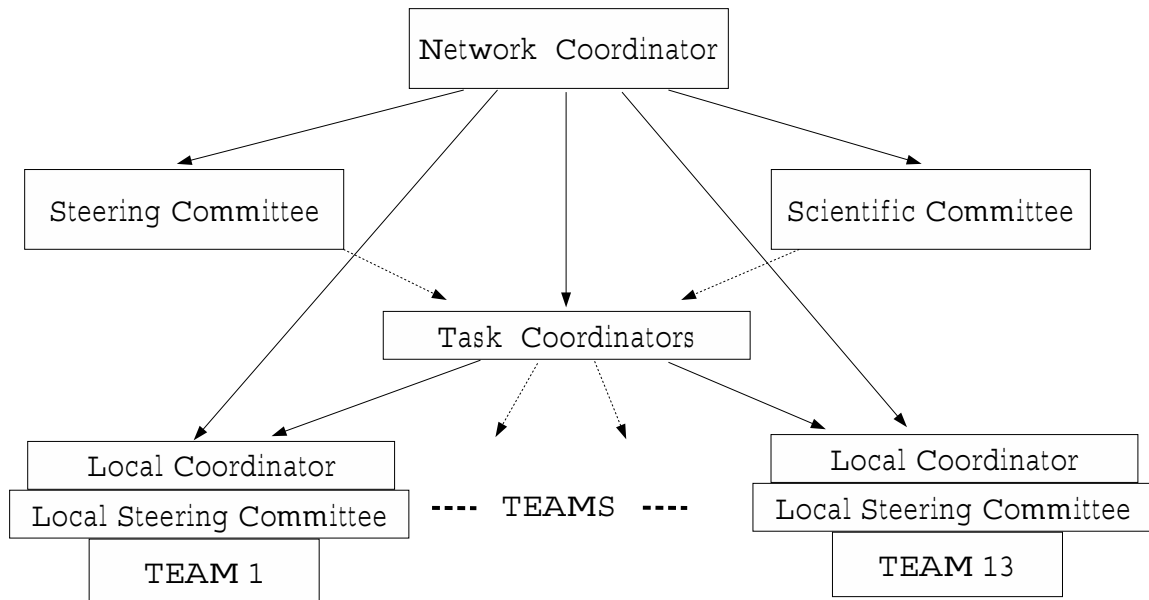 Network Coordinator
Steering Committee
Scientific Committee
Task Coordinators
Local Coordinator
Local Steering Committee
TEAM 1
---- TEAMS ----
Local Coordinator
Local Steering Committee
TEAM 13